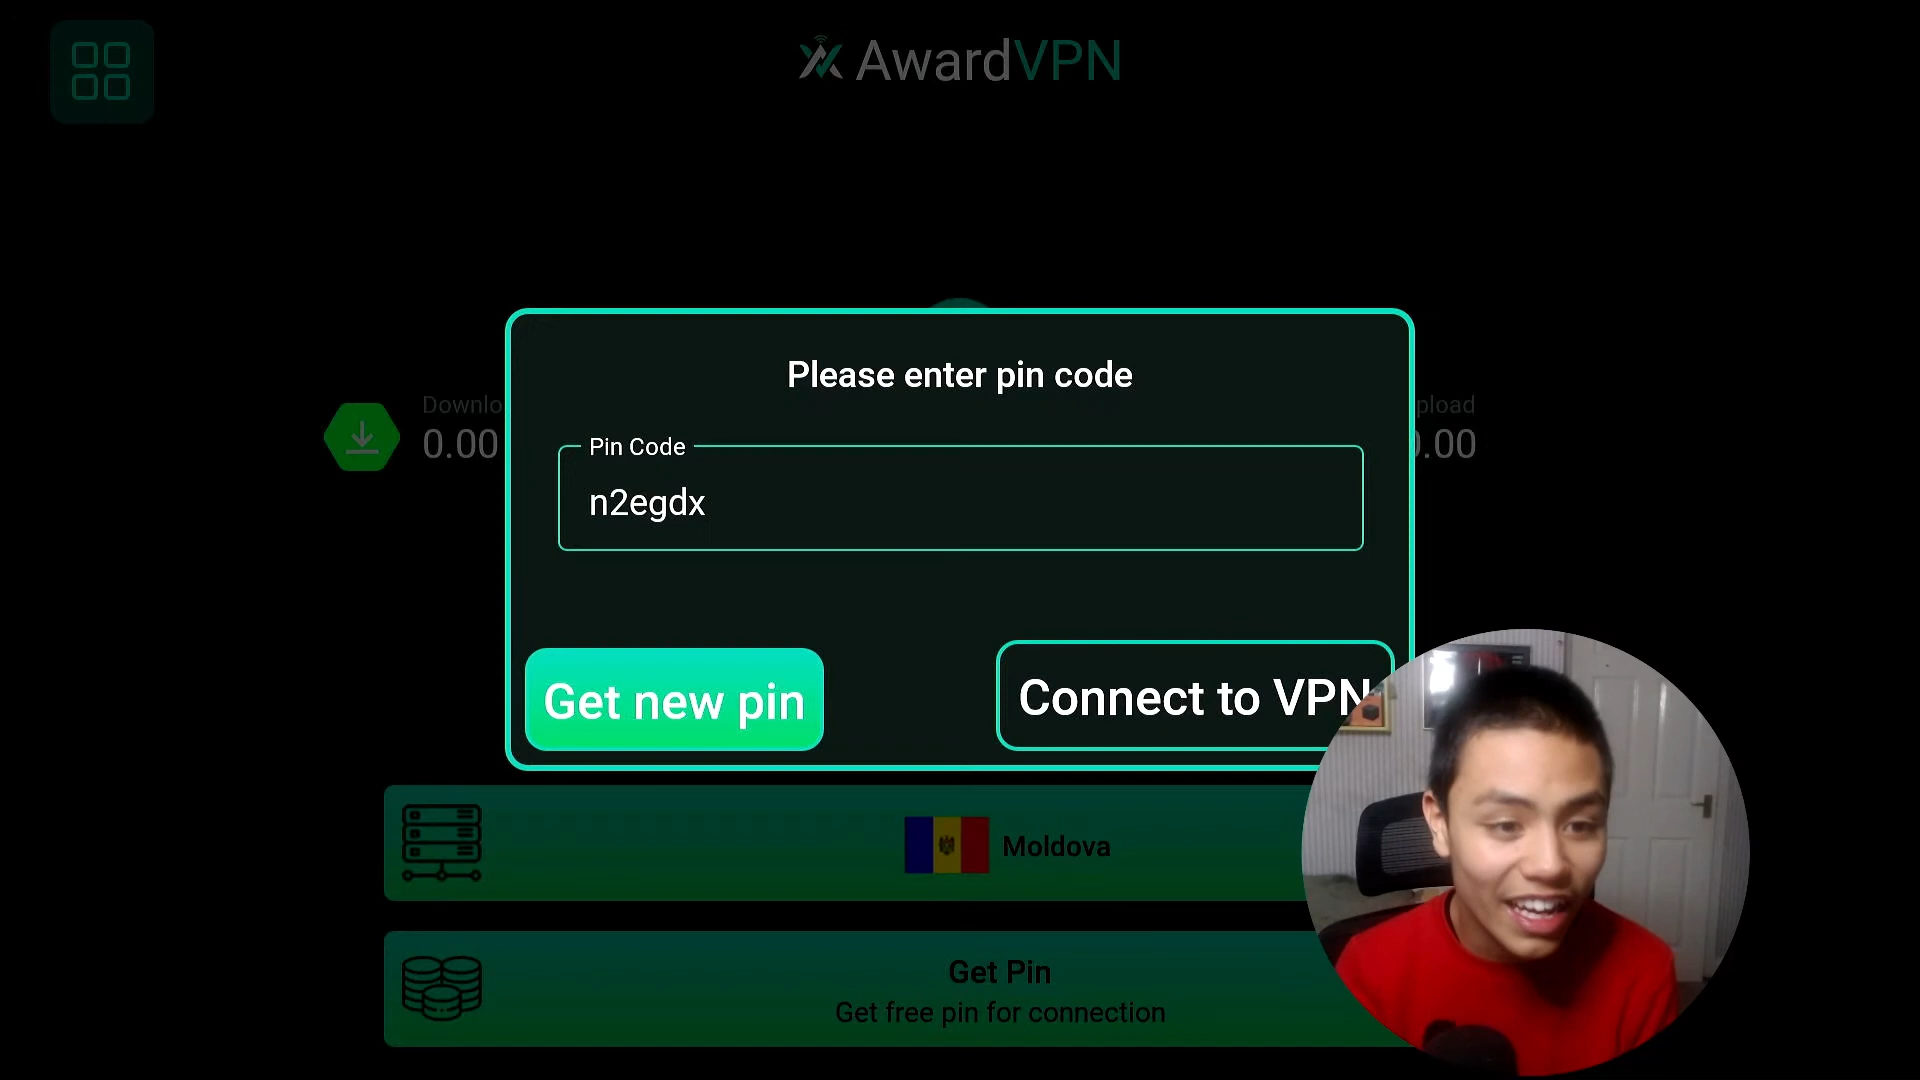 AwardVPN
Please enter pin code
Pin Code
n2egdx
Downlo
0.00
pload
0.00
Get new pin
Connect to VPN
Moldova
Get Pin
Get free pin for connection